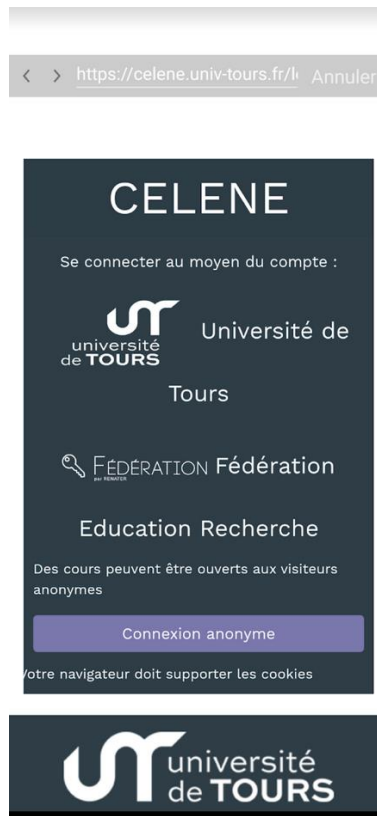 https://celene.univ-tours.fr/l
Annuler
CELENE
Se connecter au moyen du compte :
université
de TOURS
Université de
Tours
FÉDÉRATION
par RENATER
Fédération
Education Recherche
Des cours peuvent être ouverts aux visiteurs
anonymes
Connexion anonyme
Votre navigateur doit supporter les cookies
université
de TOURS